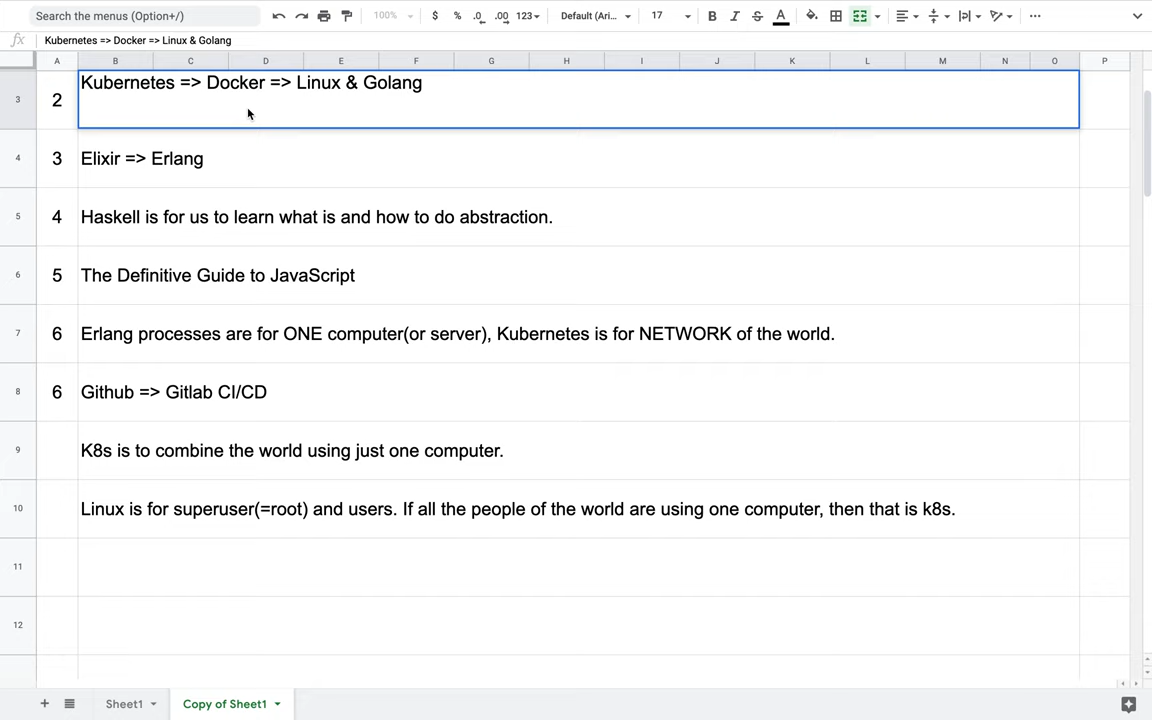 Search the menus (Option+/)
100%
$ % .0 .00 123
Default (Ari...
17
B I S A
fx Kubernetes => Docker => Linux & Golang
A B C D E F G H I J K L M N O P
3 2 Kubernetes => Docker => Linux & Golang
4 3 Elixir => Erlang
5 4 Haskell is for us to learn what is and how to do abstraction.
6 5 The Definitive Guide to JavaScript
7 6 Erlang processes are for ONE computer(or server), Kubernetes is for NETWORK of the world.
8 6 Github => Gitlab CI/CD
9 K8s is to combine the world using just one computer.
10 Linux is for superuser(=root) and users. If all the people of the world are using one computer, then that is k8s.
11
12
+ Sheet1 Copy of Sheet1